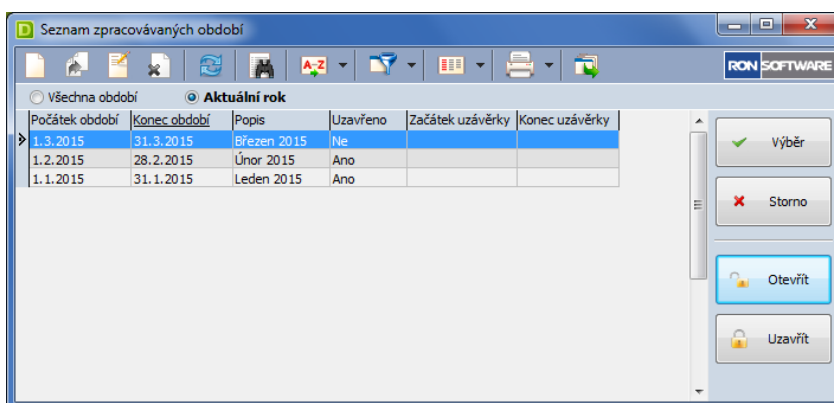 Seznam zpracovávaných období
A-Z
RON SOFTWARE
Všechna období Aktuální rok
Počátek období Konec období Popis Uzavřeno Začátek uzávěrky Konec uzávěrky
1.3.2015 31.3.2015 Březen 2015 Ne
1.2.2015 28.2.2015 Únor 2015 Ano
1.1.2015 31.1.2015 Leden 2015 Ano
Výběr
Storno
Otevřít
Uzavřít